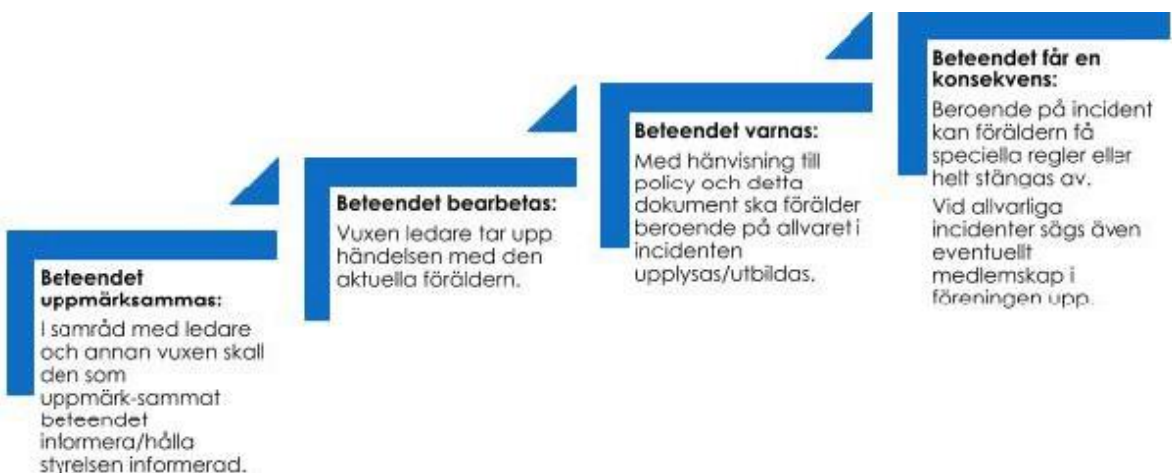 Beteendet
uppmärksammas:
I samråd med ledare
och annan vuxen skall
den som
uppmärk-sammat
beteendet
informera/hålla
styrelsen informerad.
Beteendet bearbetas:
Vuxen ledare tar upp
händelsen med den
aktuella föräldern.
Beteendet varnas:
Med hänvisning till
policy och detta
dokument ska förälder
beroende på allvaret i
incidenten
upplysas/utbildas.
Beteendet får en
konsekvens:
Beroende på incident
kan föräldern få
speciella regler eller
helt stängas av.
Vid allvarliga
incidenter sägs även
eventuellt
medlemskap i
föreningen upp.